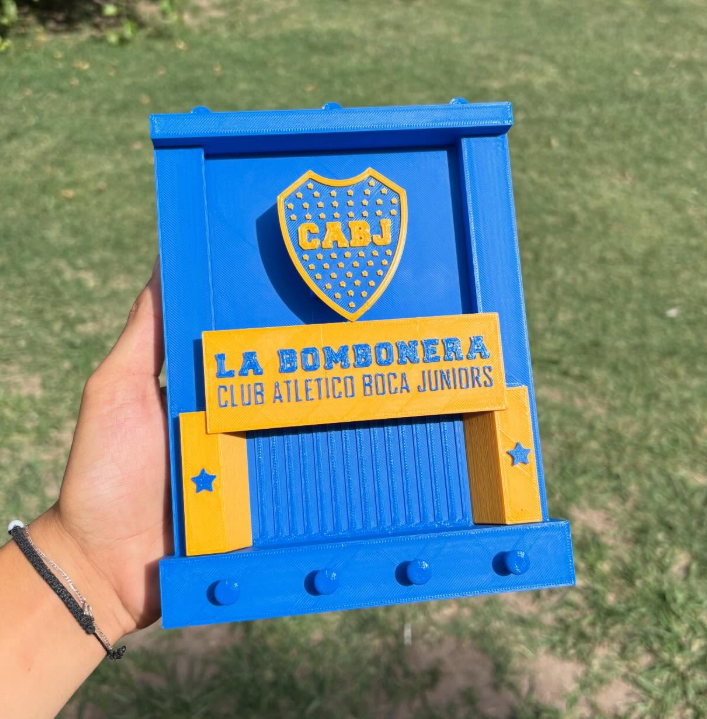 CABJ
LA BOMBONERA
CLUB ATLETICO BOCA JUNIORS